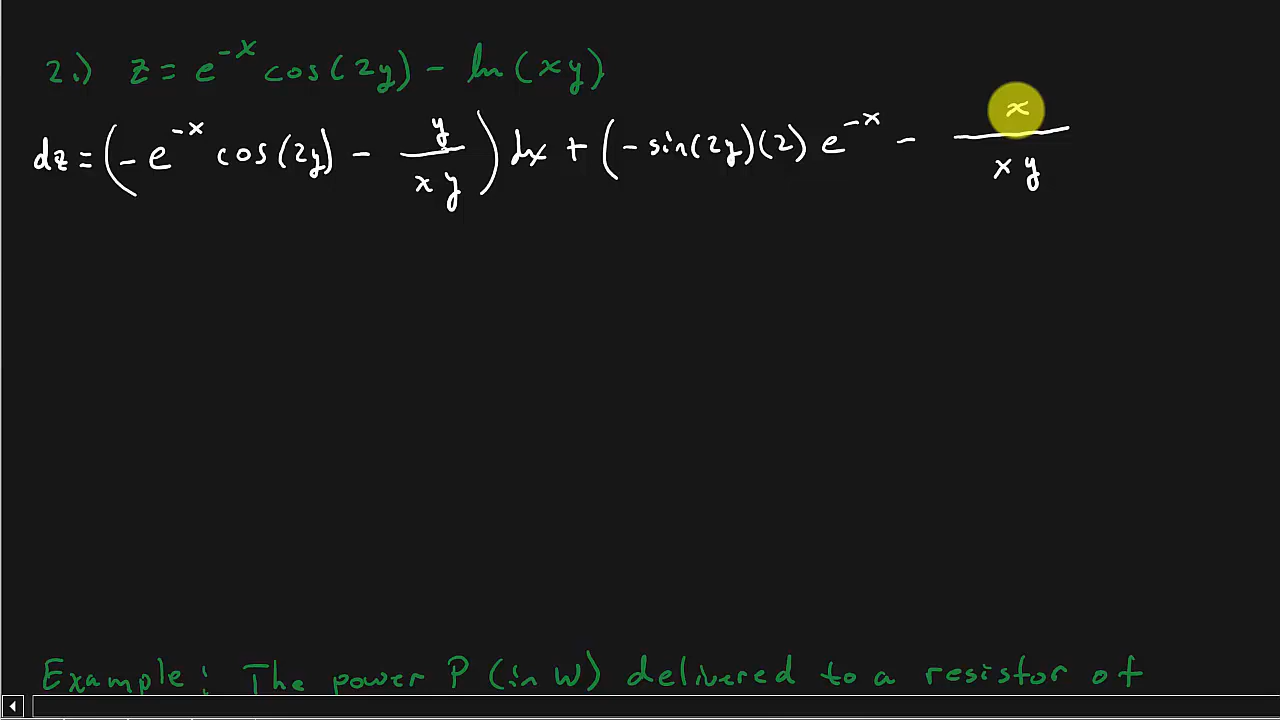 2.) z = e^{-x} cos(2y) - ln(xy)
dz = (-e^{-x} cos(2y) - y/(xy)) dx + (-sin(2y)(2) e^{-x} - x/(xy)
Example: The power P (in W) delivered to a resistor of